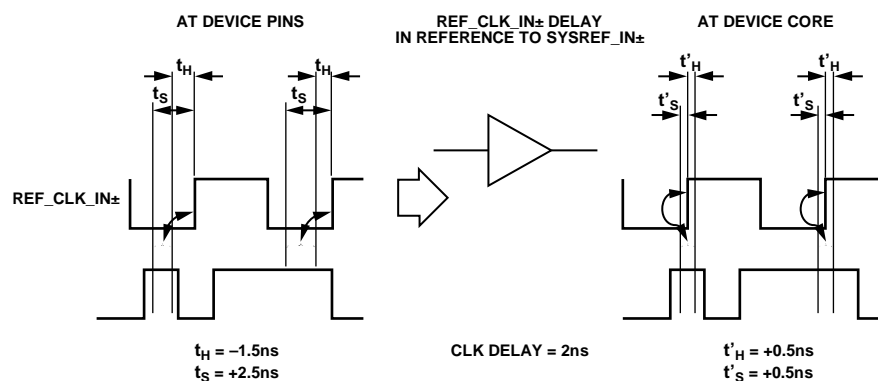 AT DEVICE PINS
REF_CLK_IN± DELAY
IN REFERENCE TO SYSREF_IN±
AT DEVICE CORE
tH
tH
tS
tS
t'H
t'H
t'S
t'S
REF_CLK_IN±
tH = –1.5ns
tS = +2.5ns
CLK DELAY = 2ns
t'H = +0.5ns
t'S = +0.5ns